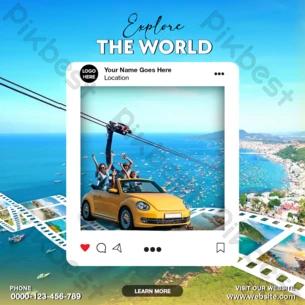 Explore
THE WORLD
LOGO
HERE
Your Name Goes Here
Location
PHONE
0000-123-456-789
LEARN MORE
VISIT OUR WEBSITE
www.website.com
Pikbest